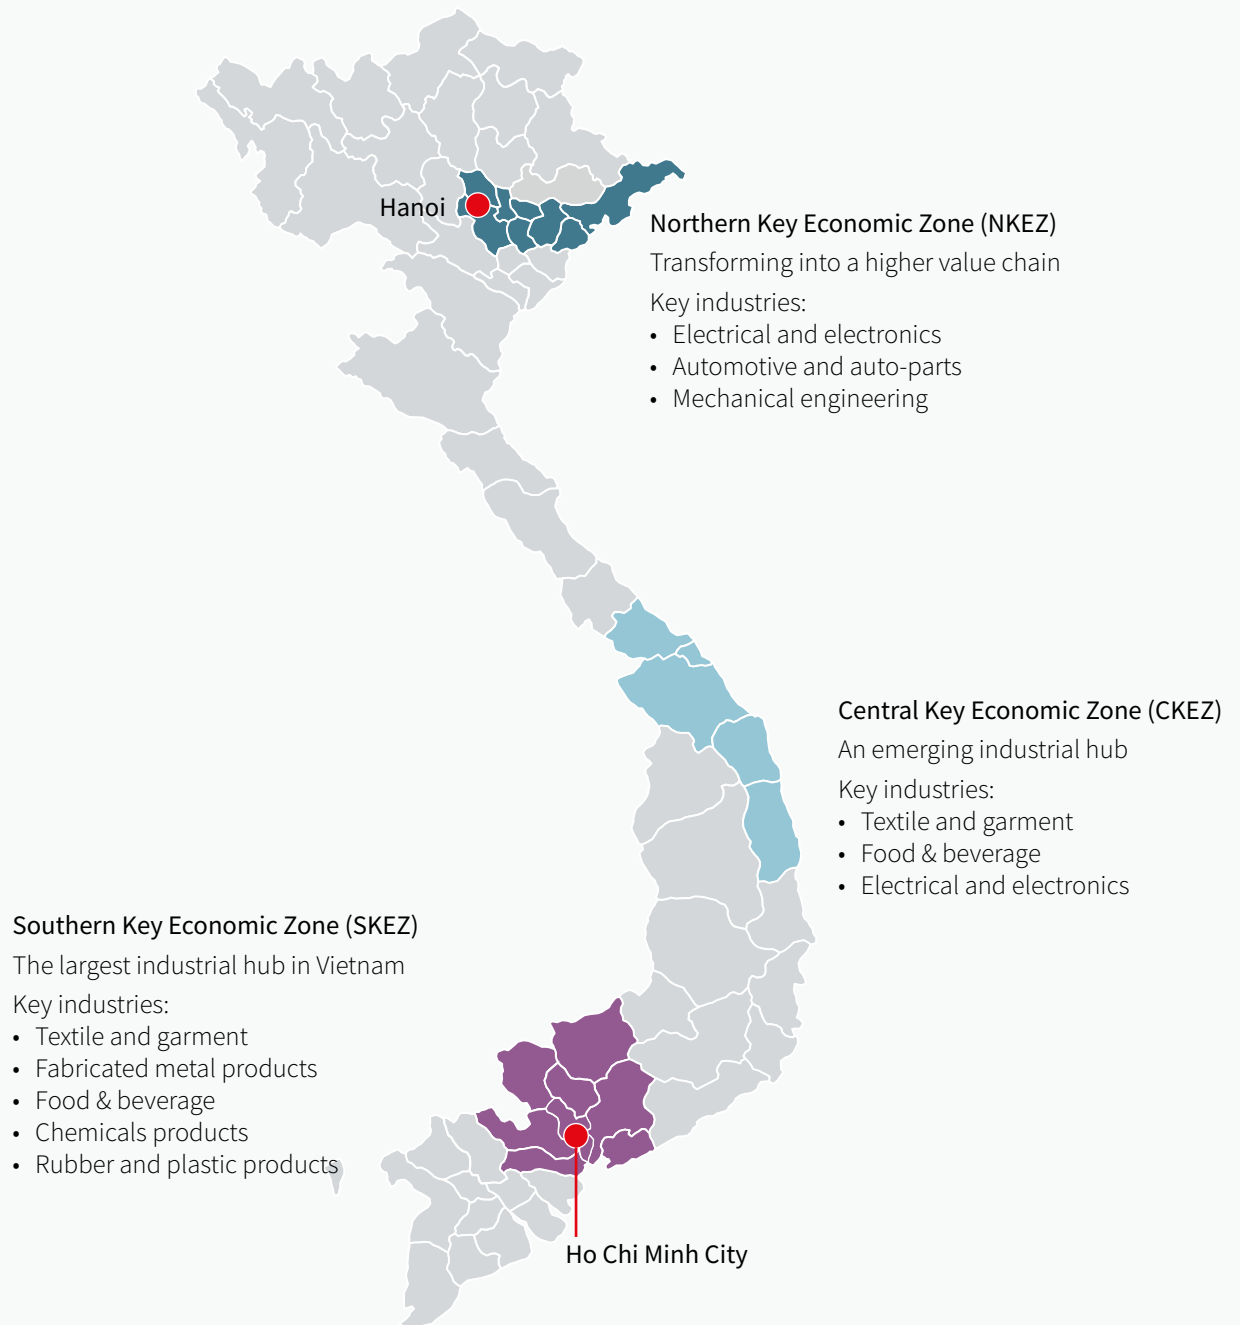 Hanoi
Northern Key Economic Zone (NKEZ)
Transforming into a higher value chain
Key industries:
• Electrical and electronics
• Automotive and auto-parts
• Mechanical engineering
Central Key Economic Zone (CKEZ)
An emerging industrial hub
Key industries:
• Textile and garment
• Food & beverage
• Electrical and electronics
Southern Key Economic Zone (SKEZ)
The largest industrial hub in Vietnam
Key industries:
• Textile and garment
• Fabricated metal products
• Food & beverage
• Chemicals products
• Rubber and plastic products
Ho Chi Minh City